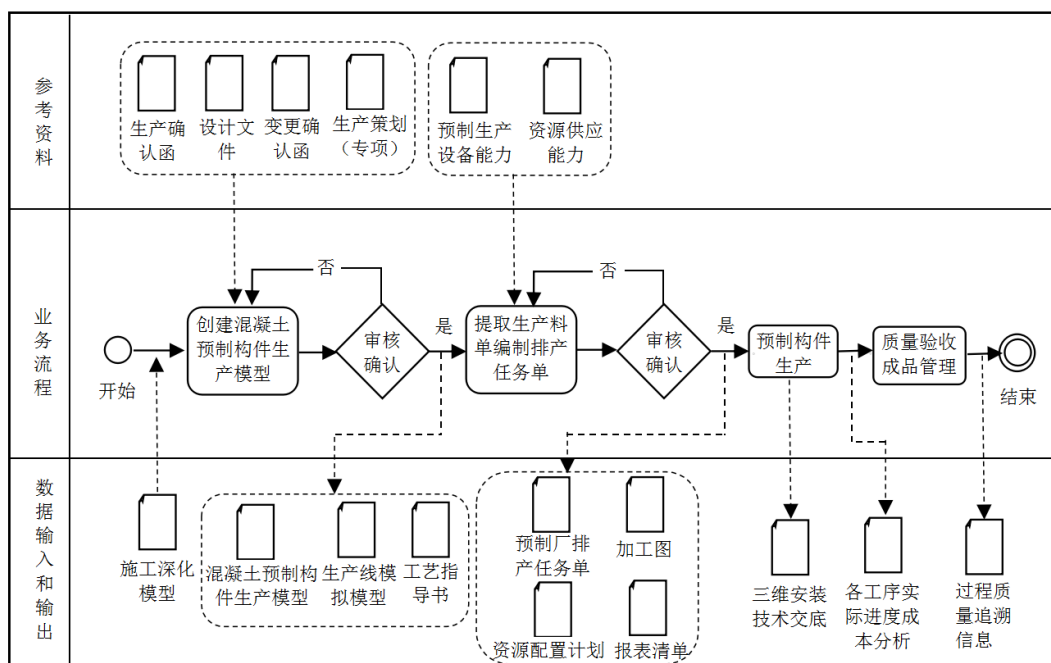 参
考
资
料
生产确
认函
设计文
件
变更确
认函
生产策划
（专项）
预制生产
设备能力
资源供应
能力
业
务
流
程
开始
创建混凝土
预制构件生
产模型
否
审核
确认
是
提取生产料
单编制排产
任务单
否
审核
确认
是
预制构件
生产
质量验收
成品管理
结束
数
据
输
入
和
输
出
施工深化
模型
混凝土预制构
件生产模型
生产线模
拟模型
工艺指
导书
预制厂排
产任务单
加工图
资源配置计划
报表清单
三维安装
技术交底
各工序实
际进度成
本分析
过程质
量追溯
信息